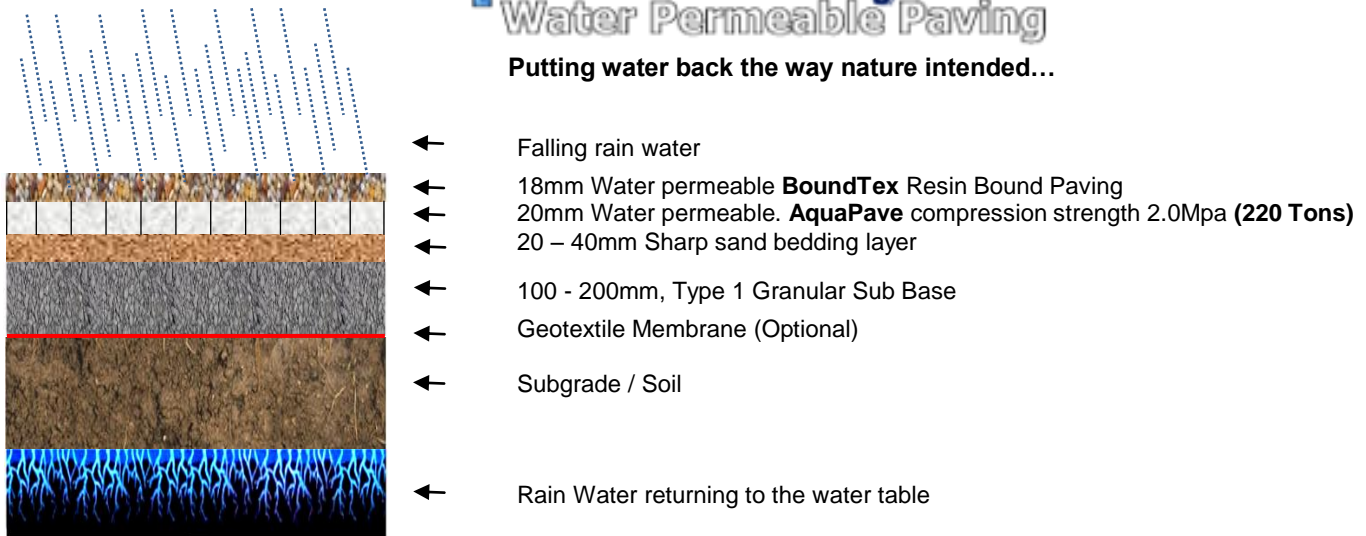 Water Permeable Paving
Putting water back the way nature intended…
Falling rain water
18mm Water permeable BoundTex Resin Bound Paving
20mm Water permeable. AquaPave compression strength 2.0Mpa (220 Tons)
20 – 40mm Sharp sand bedding layer
100 - 200mm, Type 1 Granular Sub Base
Geotextile Membrane (Optional)
Subgrade / Soil
Rain Water returning to the water table